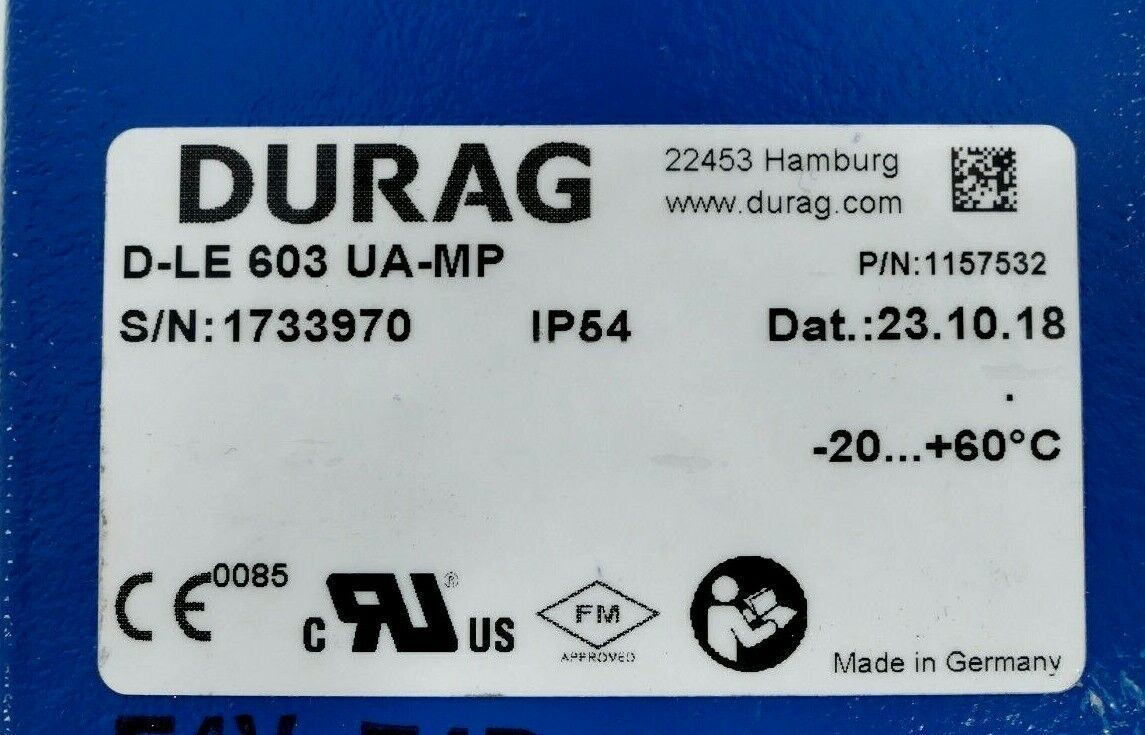 DURAG
22453 Hamburg
www.durag.com
D-LE 603 UA-MP
P/N:1157532
S/N:1733970 IP54 Dat.:23.10.18
-20...+60°C
CE 0085
c RU ® US
FM
APPROVED
Made in Germany